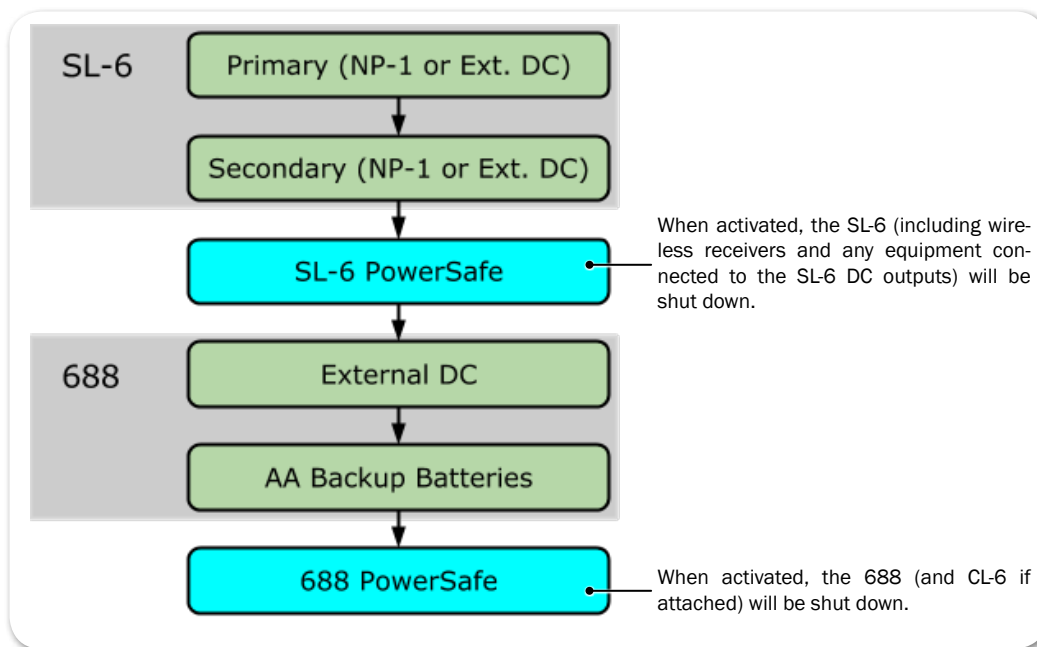 SL-6
Primary (NP-1 or Ext. DC)
Secondary (NP-1 or Ext. DC)
SL-6 PowerSafe
When activated, the SL-6 (including wire-
less receivers and any equipment con-
nected to the SL-6 DC outputs) will be
shut down.
688
External DC
AA Backup Batteries
688 PowerSafe
When activated, the 688 (and CL-6 if
attached) will be shut down.